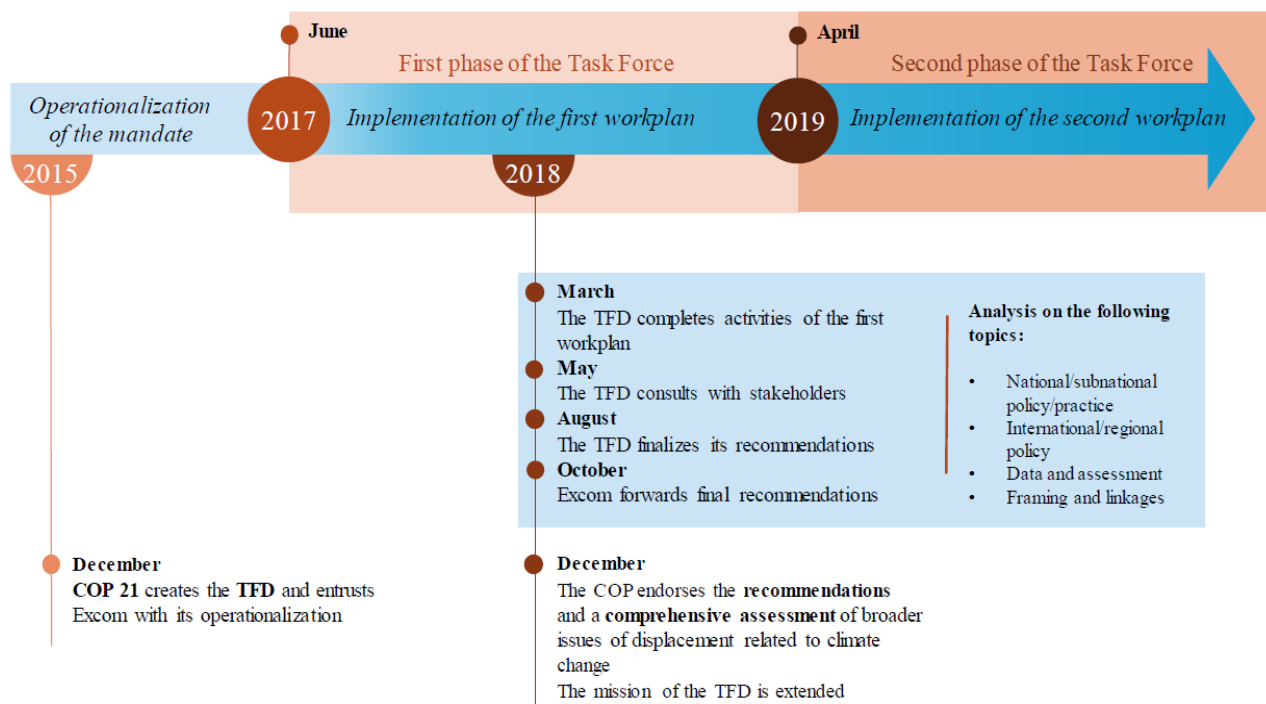 June
April
First phase of the Task Force
Second phase of the Task Force
Operationalization
of the mandate
2017
Implementation of the first workplan
2019
Implementation of the second workplan
2015
2018
March
The TFD completes activities of the first
workplan
May
The TFD consults with stakeholders
August
The TFD finalizes its recommendations
October
Excom forwards final recommendations
Analysis on the following
topics:
• National/subnational
policy/practice
• International/regional
policy
• Data and assessment
• Framing and linkages
December
COP 21 creates the TFD and entrusts
Excom with its operationalization
December
The COP endorses the recommendations
and a comprehensive assessment of broader
issues of displacement related to climate
change
The mission of the TFD is extended